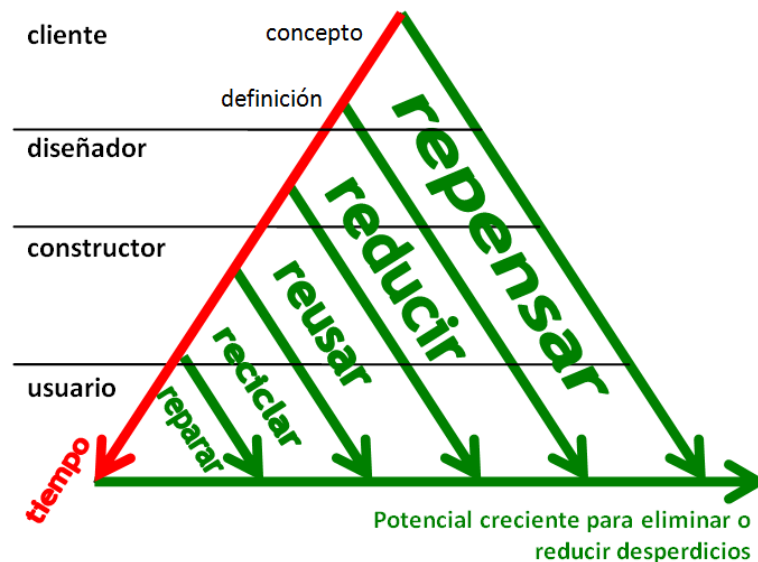 cliente
concepto
definición
diseñador
constructor
usuario
repensar
reducir
reusar
reciclar
reparar
tiempo
Potencial creciente para eliminar o
reducir desperdicios